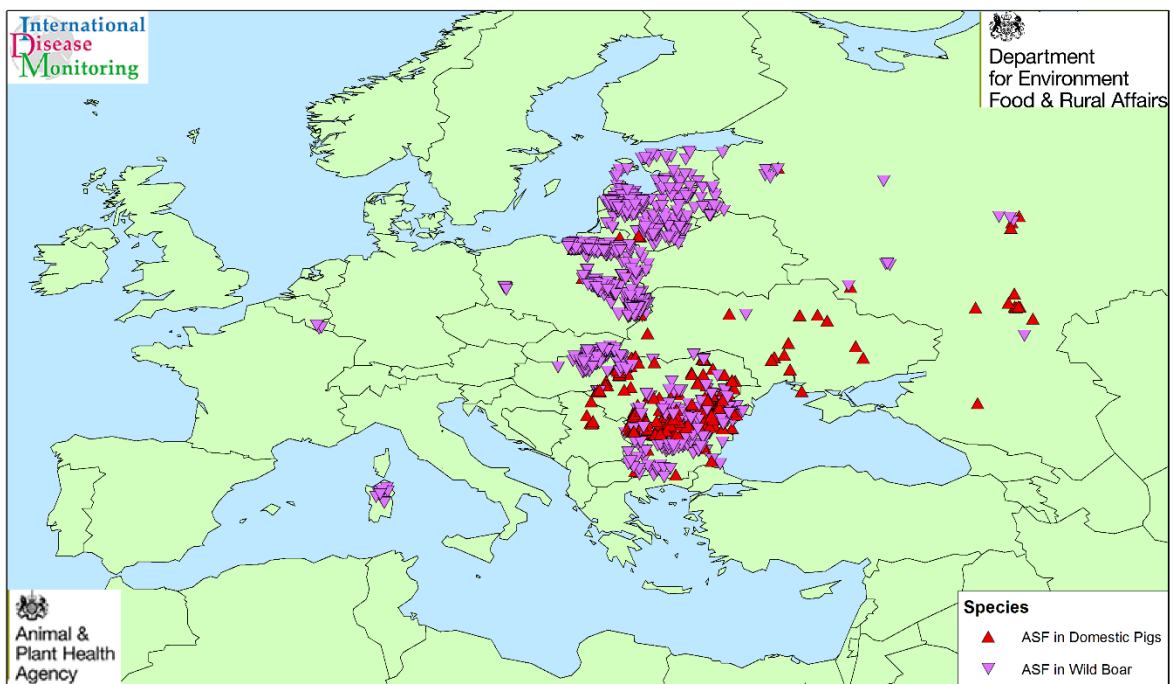 International
Disease
Monitoring
Department
for Environment
Food & Rural Affairs
Animal &
Plant Health
Agency
Species
ASF in Domestic Pigs
ASF in Wild Boar